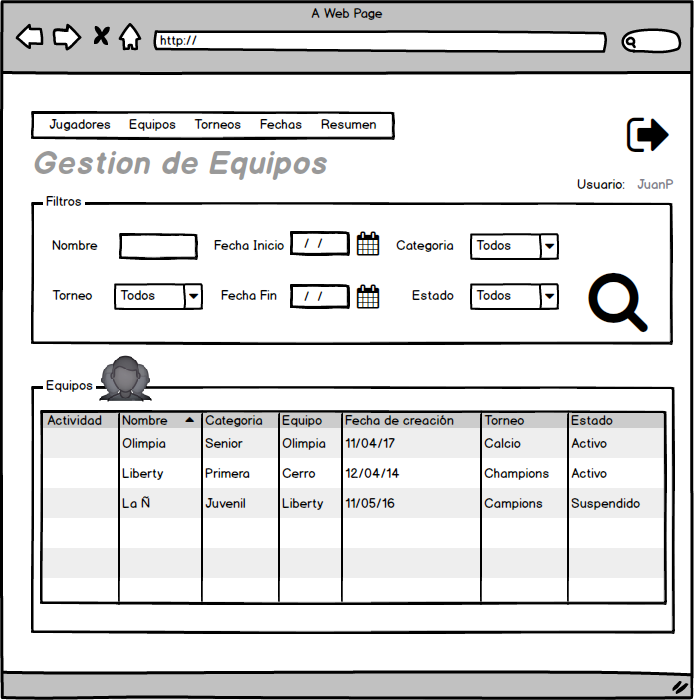 A Web Page
http://
Jugadores Equipos Torneos Fechas Resumen
Gestion de Equipos
Usuario: JuanP
Filtros
Nombre Fecha Inicio / / Categoria Todos
Torneo Todos Fecha Fin / / Estado Todos
Equipos
Actividad Nombre Categoria Equipo Fecha de creación Torneo Estado
Olimpia Senior Olimpia 11/04/17 Calcio Activo
Liberty Primera Cerro 12/04/14 Champions Activo
La Ñ Juvenil Liberty 11/05/16 Campions Suspendido